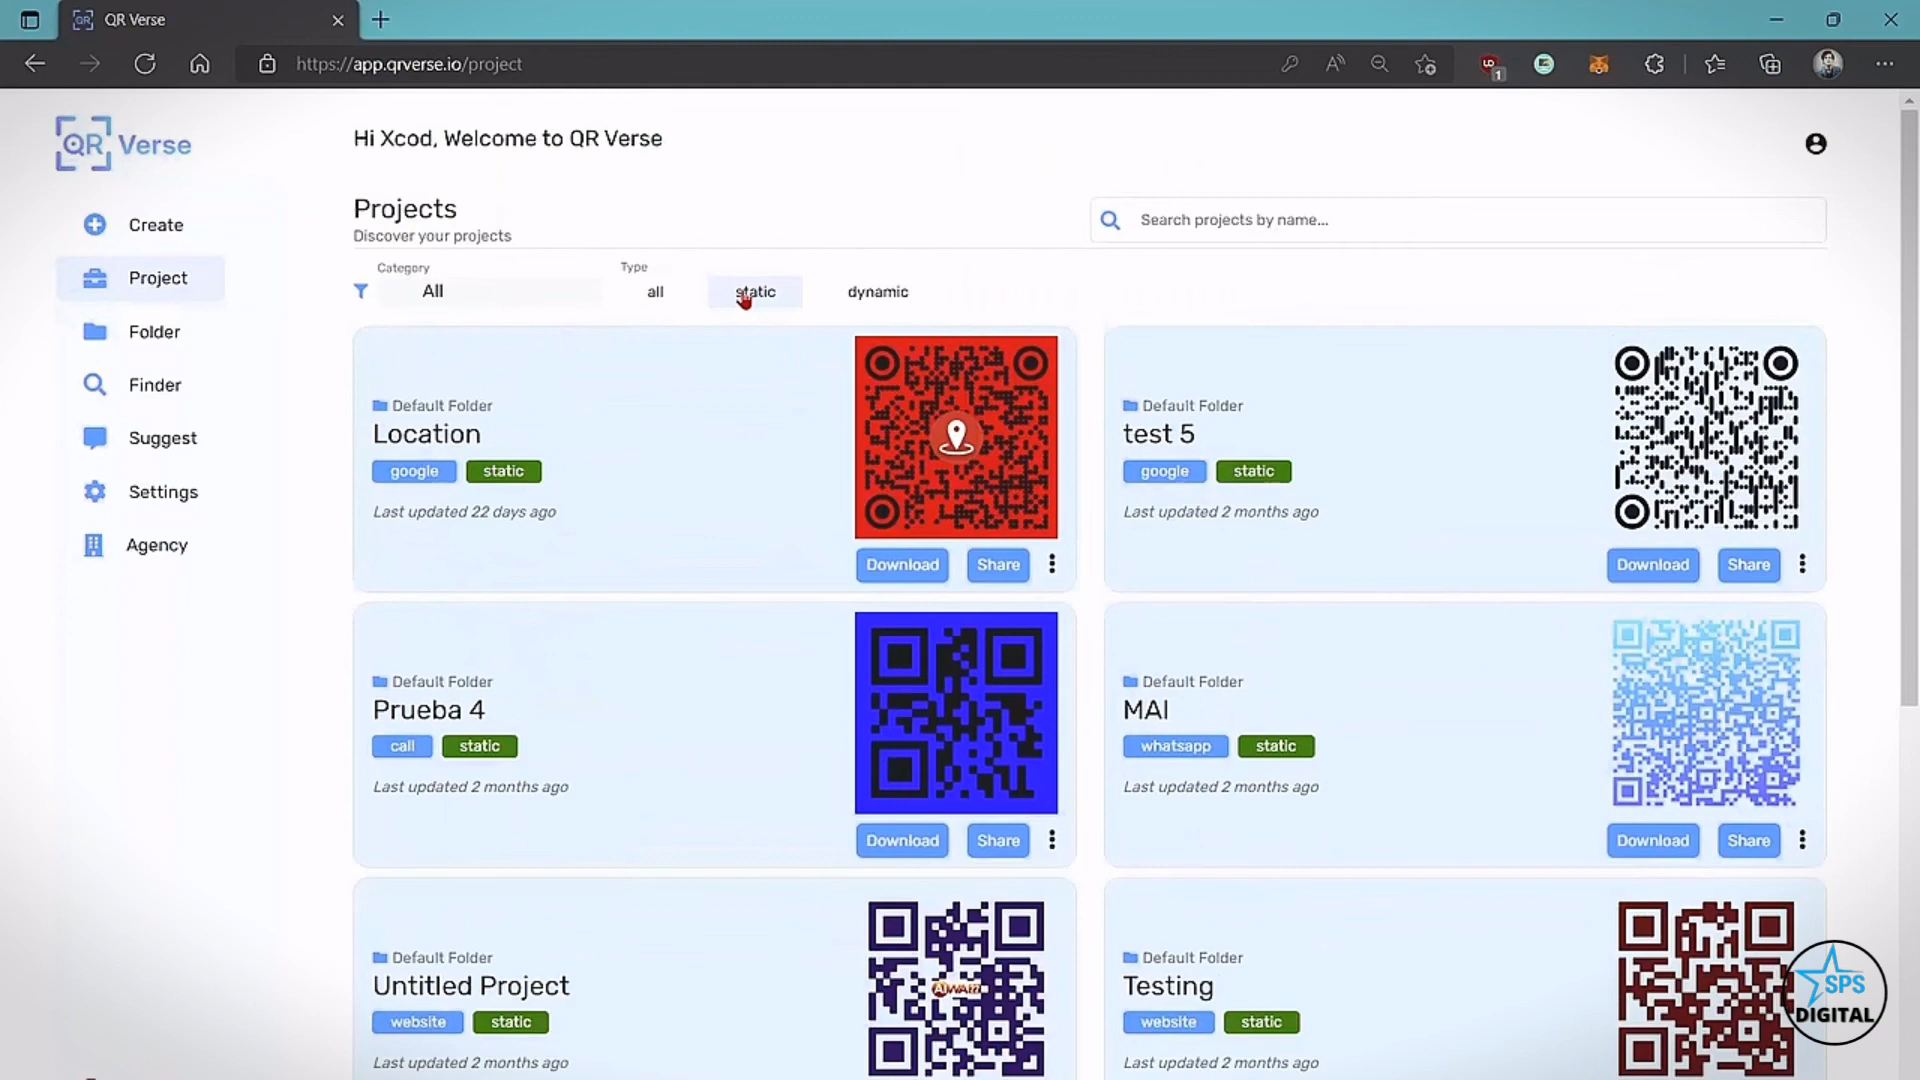 QR Verse
https://app.qrverse.io/project
1
QR Verse
Hi Xcod, Welcome to QR Verse
Create
Project
Folder
Finder
Suggest
Settings
Agency
Projects
Discover your projects
Search projects by name...
Category
All
Type
all
static
dynamic
Default Folder
Location
google static
Last updated 22 days ago
Download Share
Default Folder
test 5
google static
Last updated 2 months ago
Download Share
Default Folder
Prueba 4
call static
Last updated 2 months ago
Download Share
Default Folder
MAI
whatsapp static
Last updated 2 months ago
Download Share
Default Folder
Untitled Project
website static
Last updated 2 months ago
Default Folder
Testing
website static
Last updated 2 months ago
SPS
DIGITAL